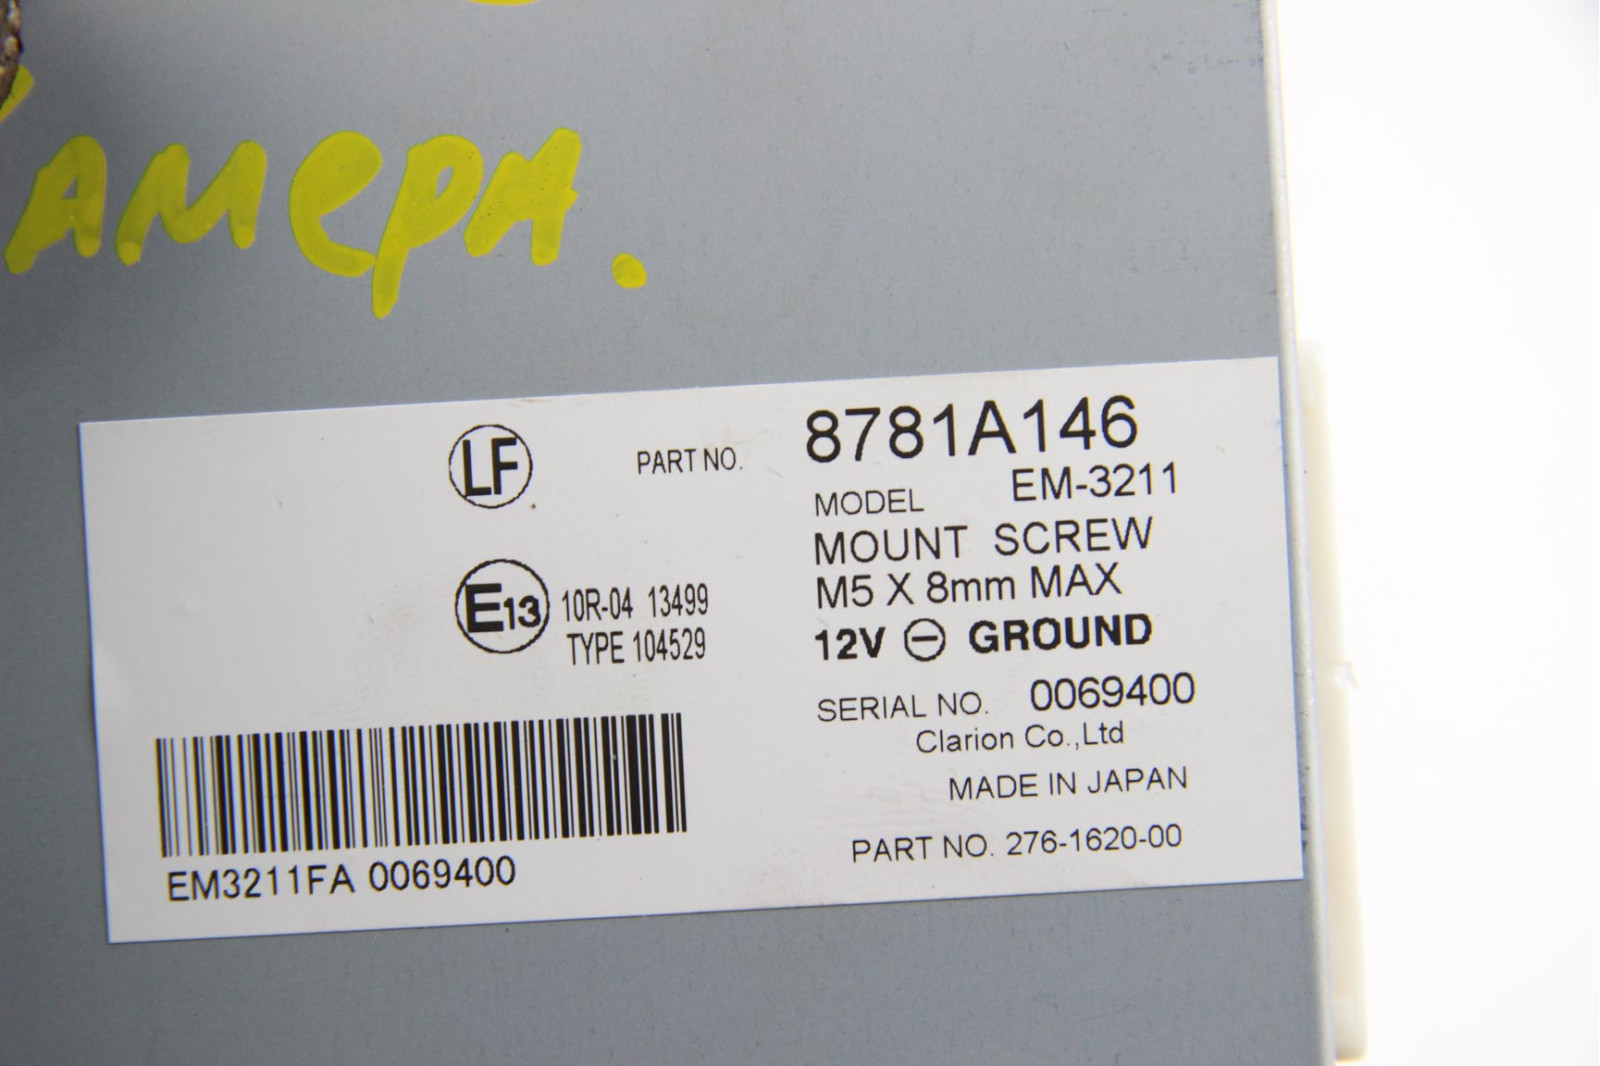 Камера.
LF
PART NO. 8781A146
MODEL EM-3211
MOUNT SCREW
M5 X 8mm MAX
12V ⊖ GROUND
E13 10R-04 13499
TYPE 104529
SERIAL NO. 0069400
Clarion Co.,Ltd
MADE IN JAPAN
PART NO. 276-1620-00
EM3211FA 0069400